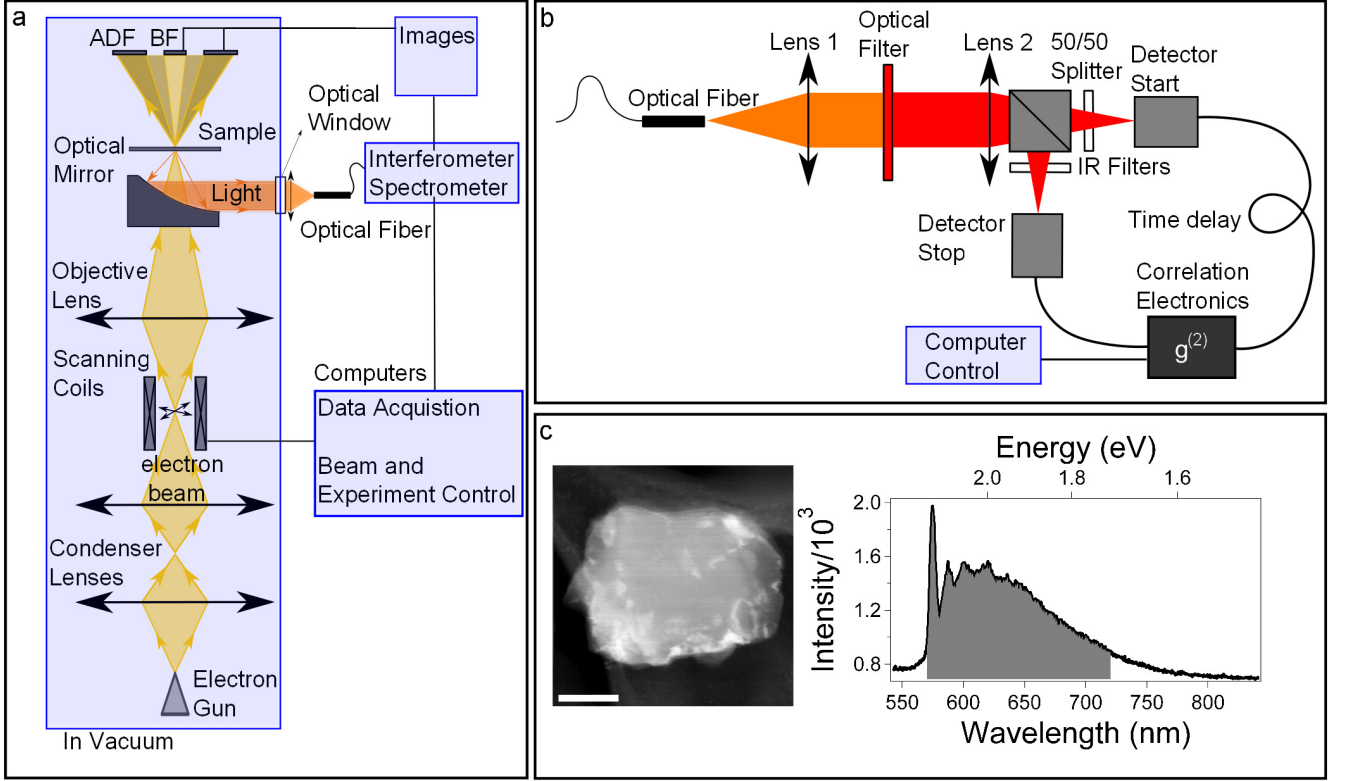 a
ADF BF
Images
Optical
Window
Sample
Optical
Mirror
Interferometer
Spectrometer
Light
Optical Fiber
Objective
Lens
Scanning
Coils
Computers
Data Acquistion
Beam and
Experiment Control
electron
beam
Condenser
Lenses
Electron
Gun
In Vacuum
b
Optical
Filter
Lens 1
Lens 2
50/50
Splitter
Detector
Start
Optical Fiber
IR Filters
Detector
Stop
Time delay
Correlation
Electronics
g(2)
Computer
Control
c
Energy (eV)
2.0 1.8 1.6
Intensity/10³
2.0
1.6
1.2
0.8
550 600 650 700 750 800
Wavelength (nm)